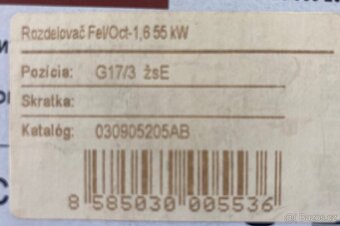 Rozdelovač Fel/Oct-1,6 55 kW
Pozícia: G17/3 žsE
Skratka:
Katalóg: 030905205AB
8 585030 005536